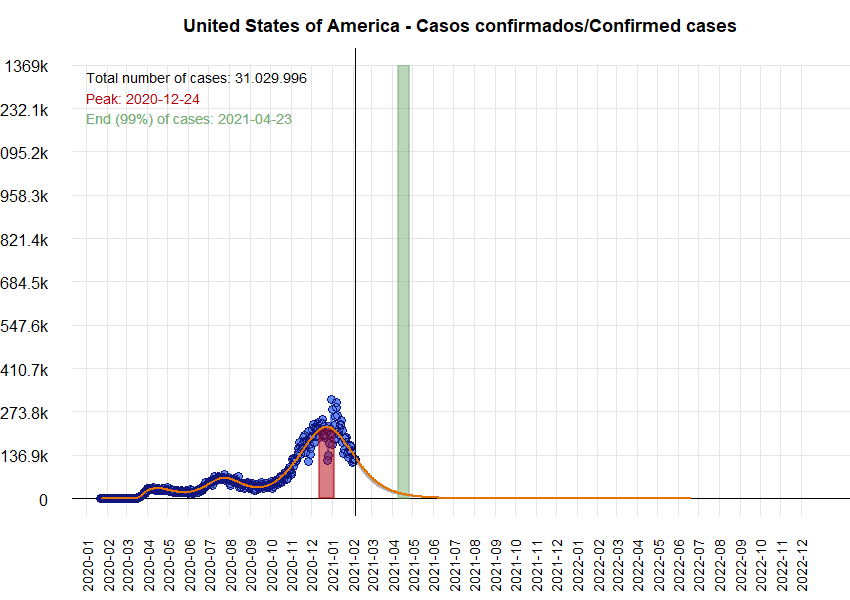 United States of America - Casos confirmados/Confirmed cases
1369k
Total number of cases: 31.029.996
Peak: 2020-12-24
End (99%) of cases: 2021-04-23
232.1k
095.2k
958.3k
821.4k
684.5k
547.6k
410.7k
273.8k
136.9k
0
2020-01
2020-02
2020-03
2020-04
2020-05
2020-06
2020-07
2020-08
2020-09
2020-10
2020-11
2020-12
2021-01
2021-02
2021-03
2021-04
2021-05
2021-06
2021-07
2021-08
2021-09
2021-10
2021-11
2021-12
2022-01
2022-02
2022-03
2022-04
2022-05
2022-06
2022-07
2022-08
2022-09
2022-10
2022-11
2022-12